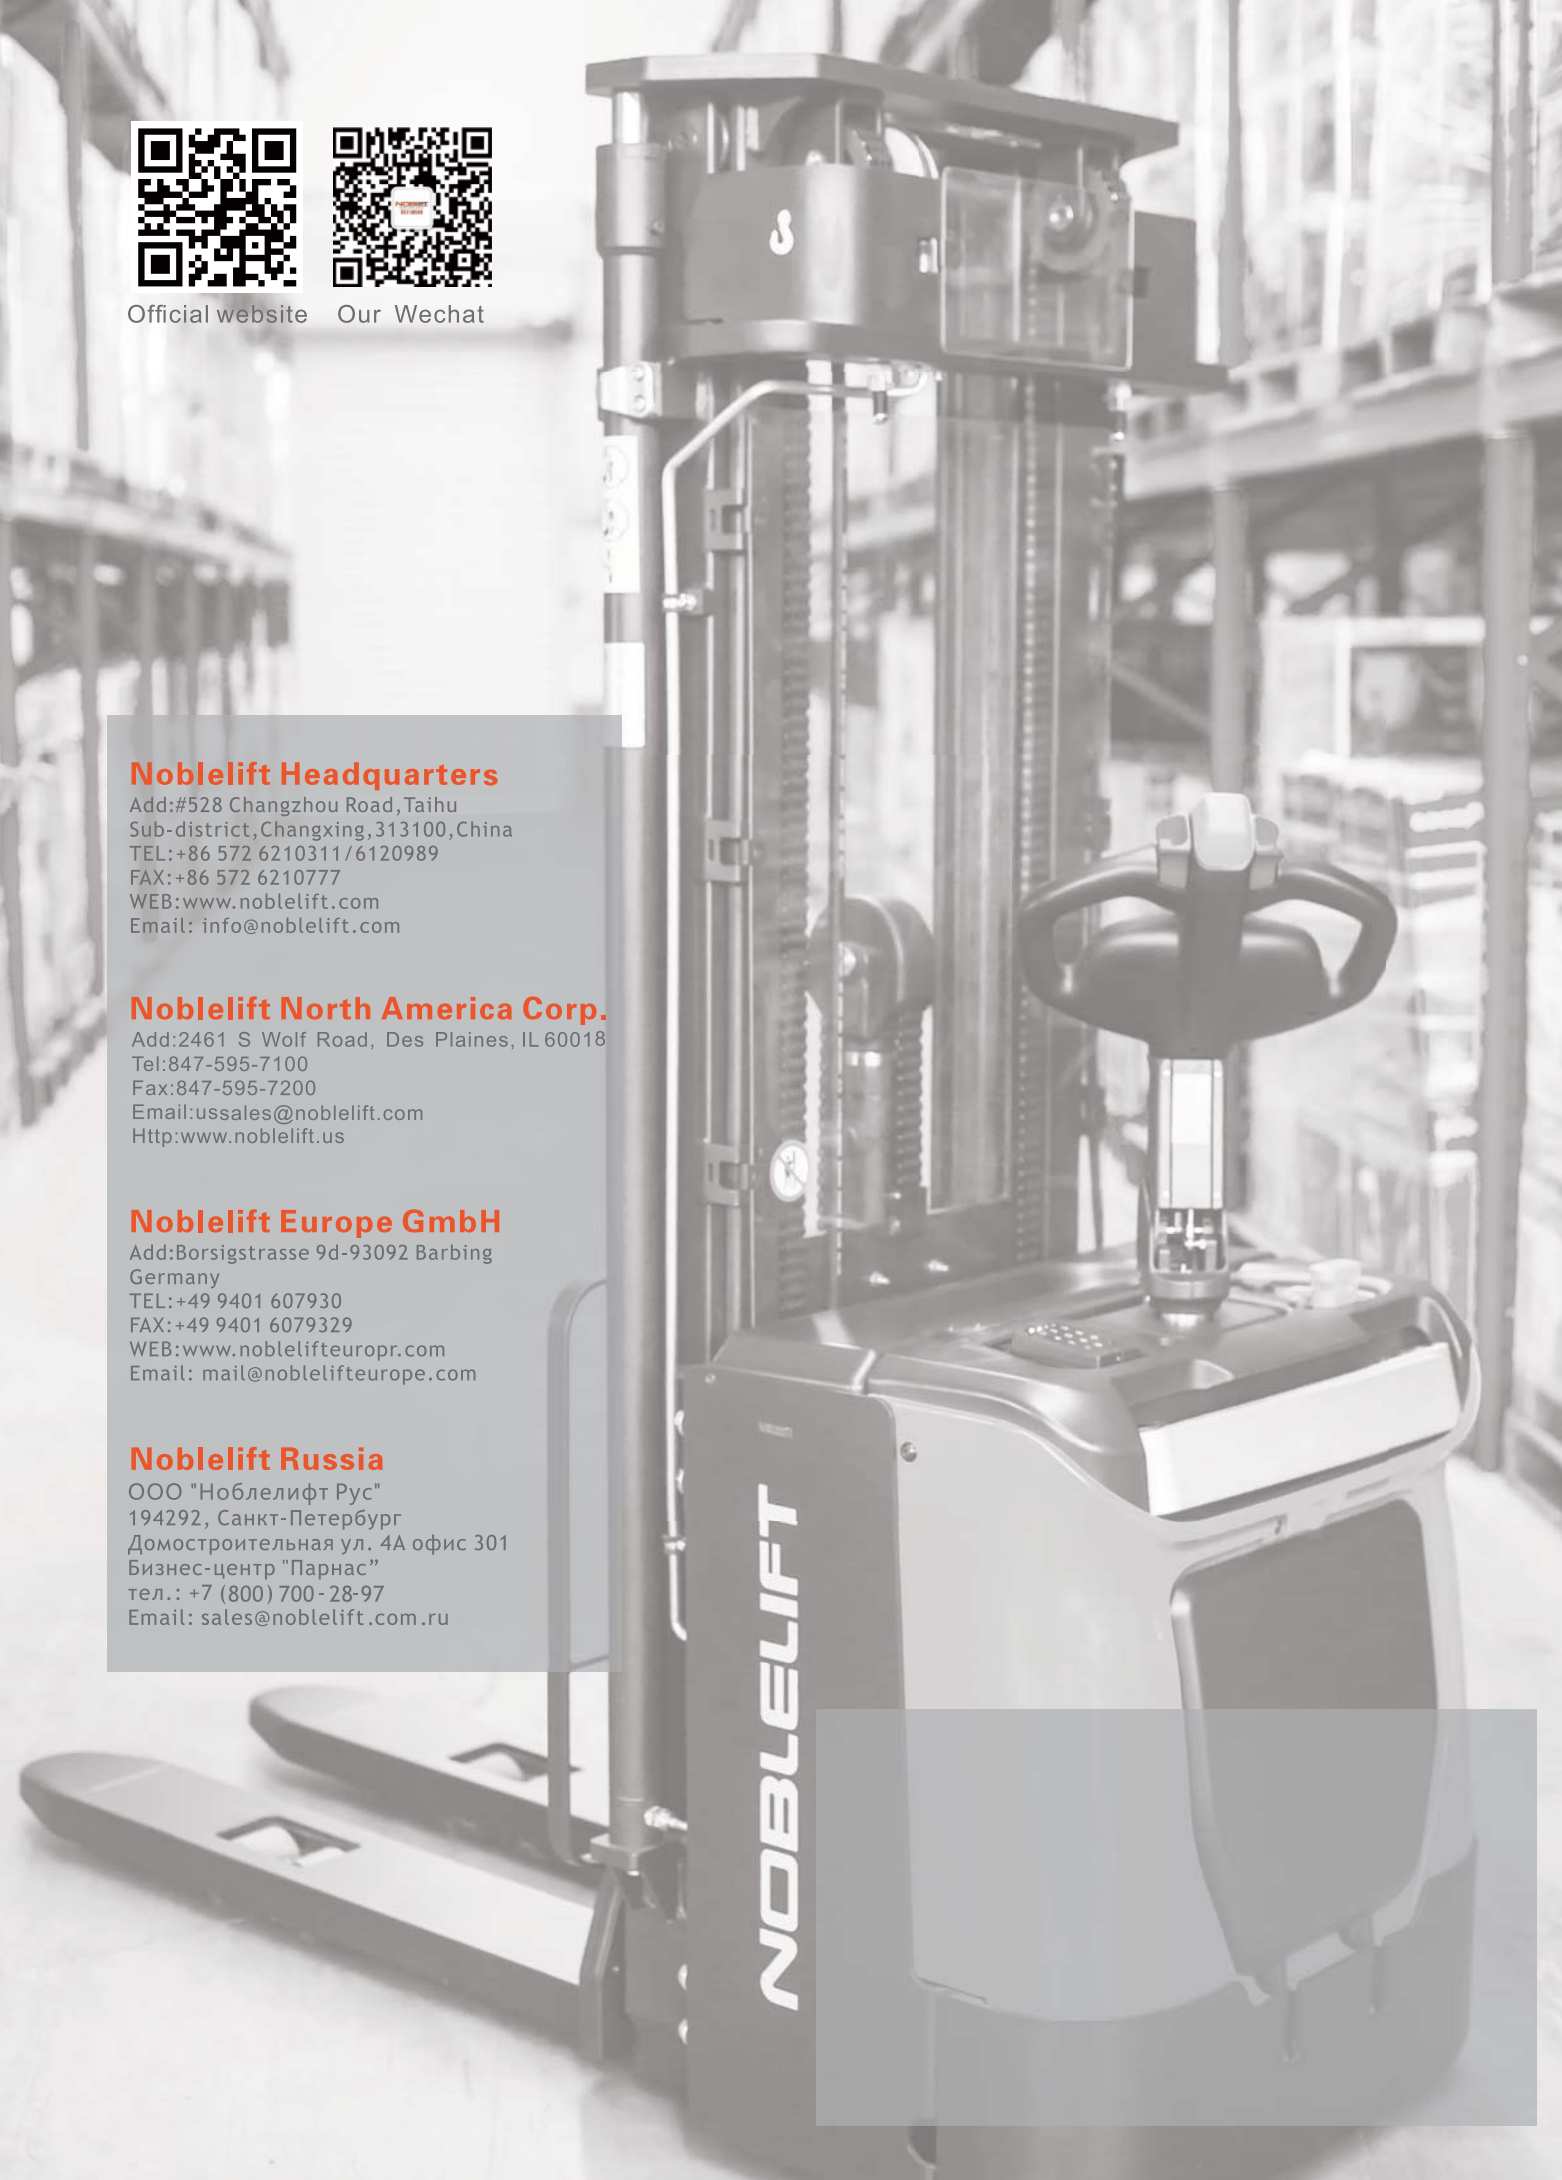 Official website
Our Wechat
Noblelift Headquarters
Add:#528 Changzhou Road,Taihu
Sub-district,Changxing,313100,China
TEL:+86 572 6210311/6120989
FAX:+86 572 6210777
WEB:www.noblelift.com
Email: info@noblelift.com
Noblelift North America Corp.
Add:2461 S Wolf Road, Des Plaines, IL 60018
Tel:847-595-7100
Fax:847-595-7200
Email:ussales@noblelift.com
Http:www.noblelift.us
Noblelift Europe GmbH
Add:Borsigstrasse 9d-93092 Barbing
Germany
TEL:+49 9401 607930
FAX:+49 9401 6079329
WEB:www.noblelifteuropr.com
Email: mail@noblelifteurope.com
Noblelift Russia
ООО "Ноблелифт Рус"
194292, Санкт-Петербург
Домостроительная ул. 4А офис 301
Бизнес-центр "Парнас”
тел.: +7 (800) 700-28-97
Email: sales@noblelift.com.ru
NOBLELIFT